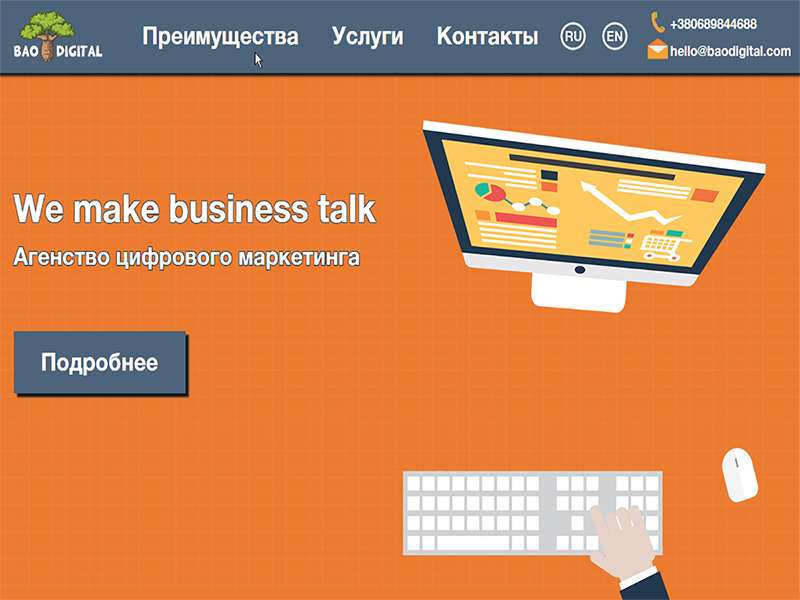 BAO DIGITAL
Преимущества
Услуги
Контакты
RU
EN
+380689844688
hello@baodigital.com
We make business talk
Агенство цифрового маркетинга
Подробнее